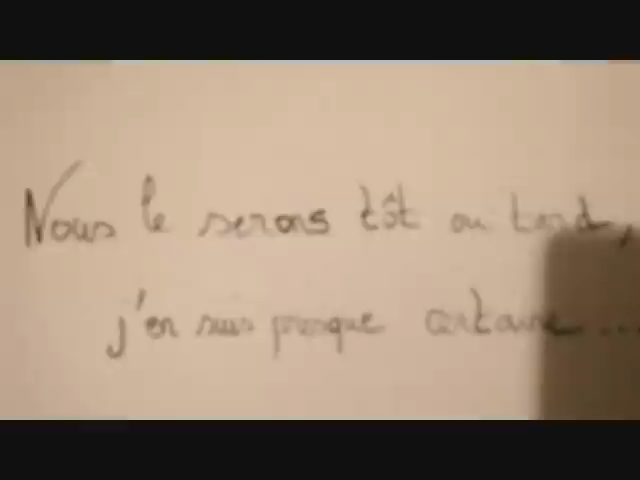 Nous le serons tôt ou tard,
j'en suis presque certaine...